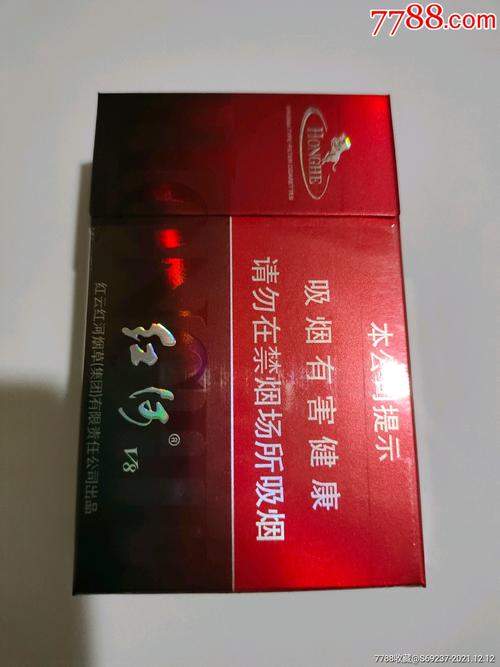 7788.com
HONGHE
本公司提示
吸烟有害健康
请勿在禁烟场所吸烟
红河®
V8
红云红河烟草(集团)有限责任公司出品
7788收藏@S69237-2021.12.12